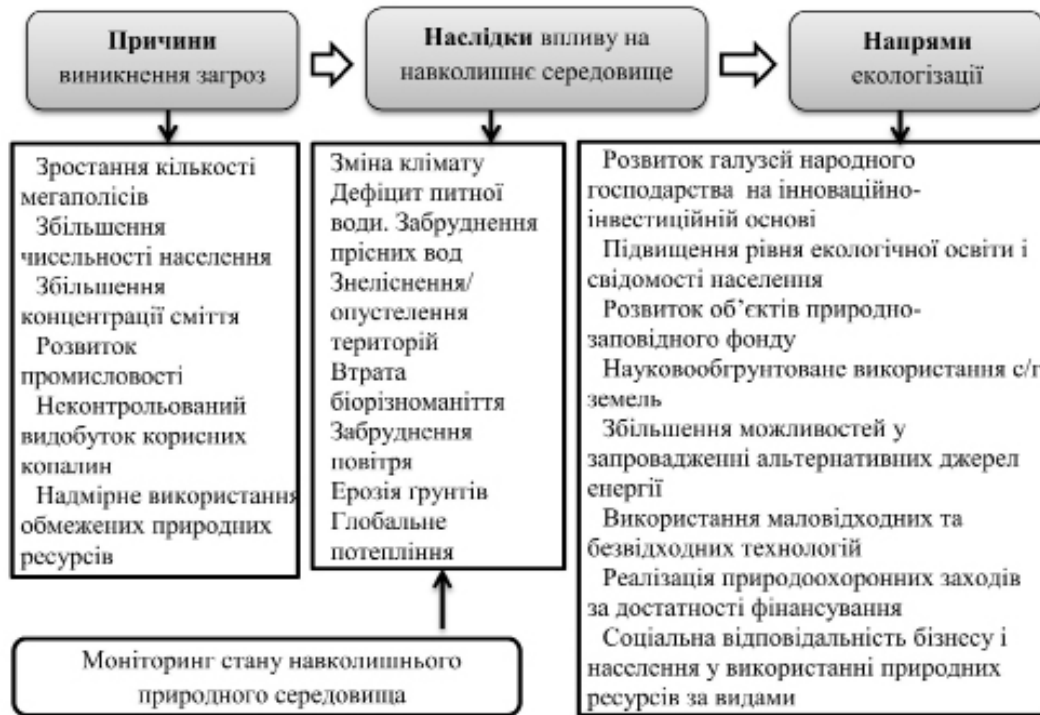 Причини
виникнення загроз
Наслідки впливу на
навколишнє середовище
Напрями
екологізації
Зростання кількості
мегаполісів
Збільшення
чисельності населення
Збільшення
концентрації сміття
Розвиток
промисловості
Неконтрольований
видобуток корисних
копалин
Надмірне використання
обмежених природних
ресурсів
Зміна клімату
Дефіцит питної
води. Забруднення
прісних вод
Знеліснення/
опустелення
територій
Втрата
біорізноманіття
Забруднення
повітря
Ерозія ґрунтів
Глобальне
потепління
Розвиток галузей народного
господарства на інноваційно-
інвестиційній основі
Підвищення рівня екологічної освіти і
свідомості населення
Розвиток об’єктів природно-
заповідного фонду
Науковообгрунтоване використання с/г
земель
Збільшення можливостей у
запровадженні альтернативних джерел
енергії
Використання маловідходних та
безвідходних технологій
Реалізація природоохоронних заходів
за достатності фінансування
Соціальна відповідальність бізнесу і
населення у використанні природних
ресурсів за видами
Моніторинг стану навколишнього
природного середовища